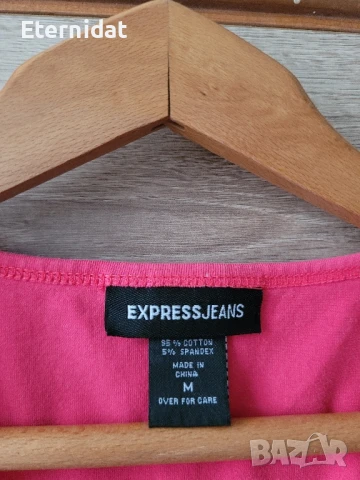 Eternidat
EXPRESSJEANS
95 % COTTON
5% SPANDEX
MADE IN
CHINA
M
OVER FOR CARE
BAZAR